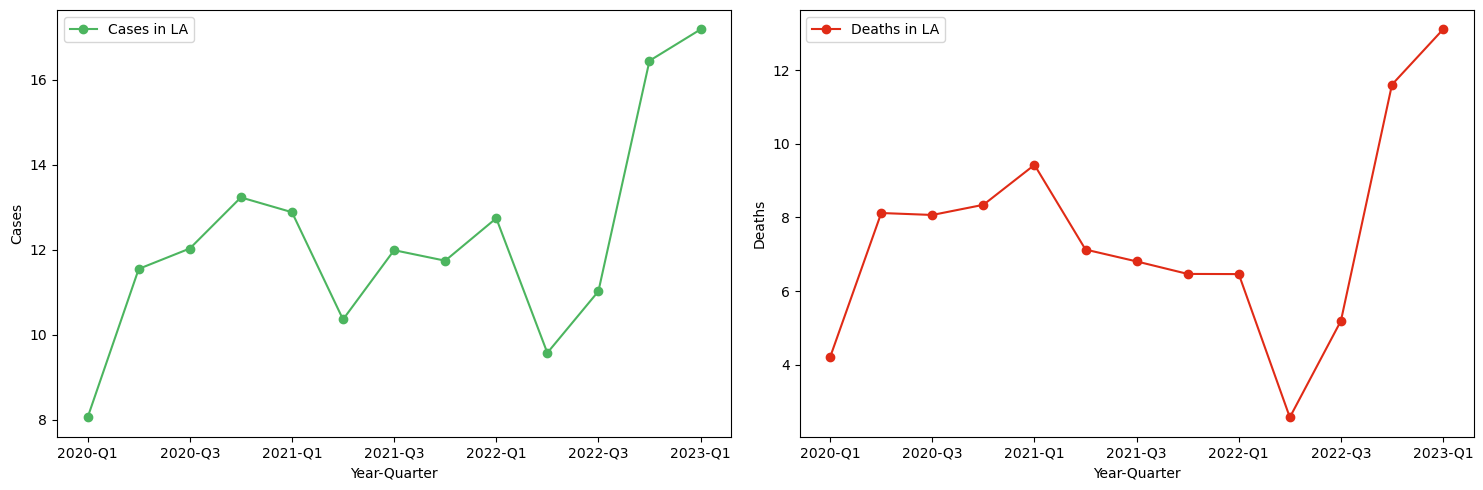 Cases in LA
Cases
16
14
12
10
8
2020-Q1 2020-Q3 2021-Q1 2021-Q3 2022-Q1 2022-Q3 2023-Q1
Year-Quarter
Deaths in LA
Deaths
12
10
8
6
4
2020-Q1 2020-Q3 2021-Q1 2021-Q3 2022-Q1 2022-Q3 2023-Q1
Year-Quarter